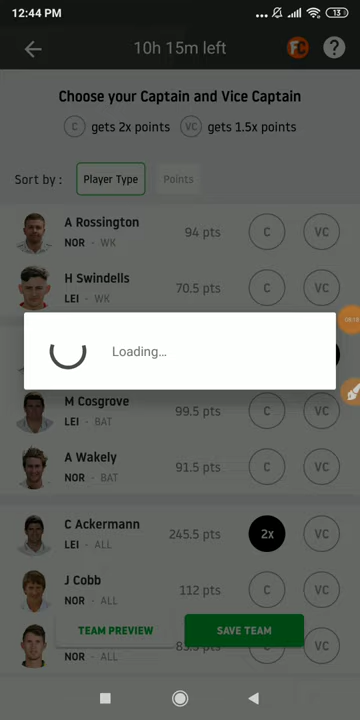 12:44 PM
13
10h 15m left
FC
?
Choose your Captain and Vice Captain
C gets 2x points VC gets 1.5x points
Sort by : Player Type Points
A Rossington
NOR - WK
94 pts C VC
H Swindells
LEI - WK
70.5 pts C VC
Loading...
M Cosgrove
LEI - BAT
99.5 pts C VC
A Wakely
NOR - BAT
91.5 pts C VC
C Ackermann
LEI - ALL
245.5 pts 2x VC
J Cobb
NOR - ALL
112 pts C VC
TEAM PREVIEW SAVE TEAM
NOR - ALL
VC